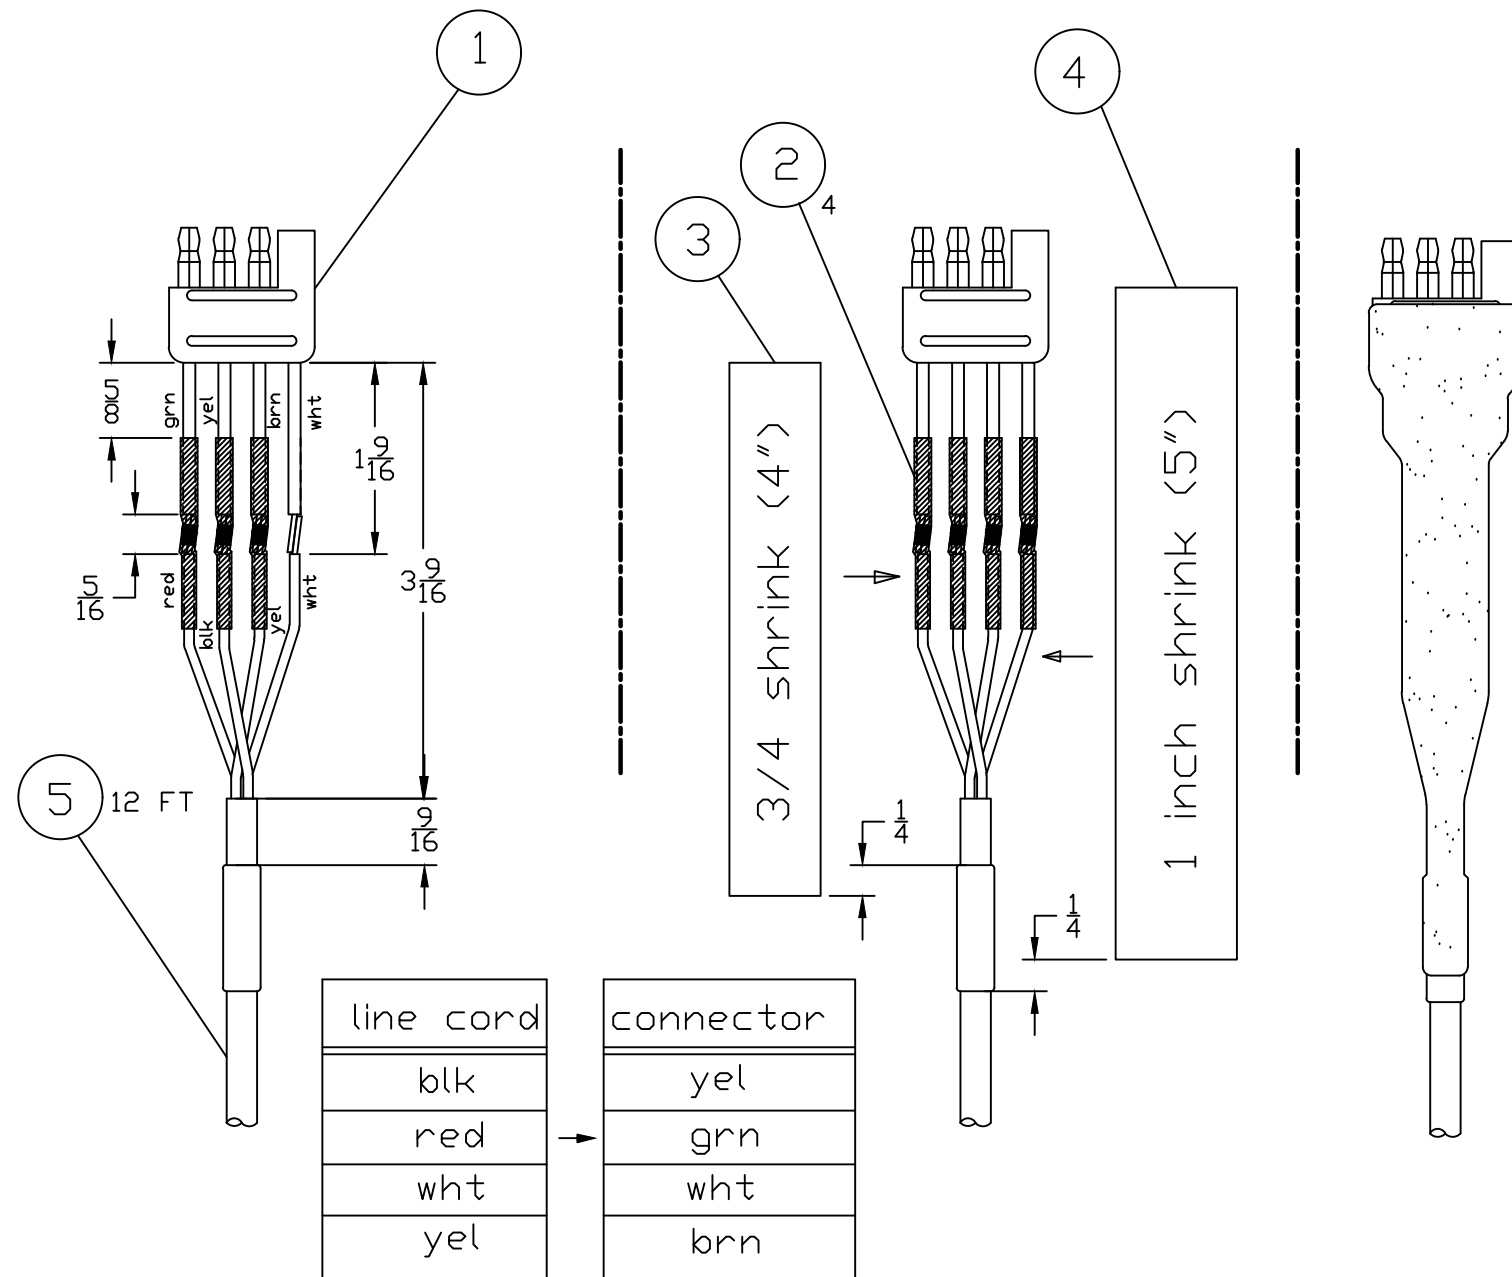 1
4
2
4
3
5/8
grn
yel
brn
wht
1 9/16
3 9/16
5/16
red
blk
yel
wht
3/4 shrink (4")
1 inch shrink (5")
5
12 FT
9/16
1/4
1/4
line cord
connector
blk
yel
red
grn
wht
wht
yel
brn